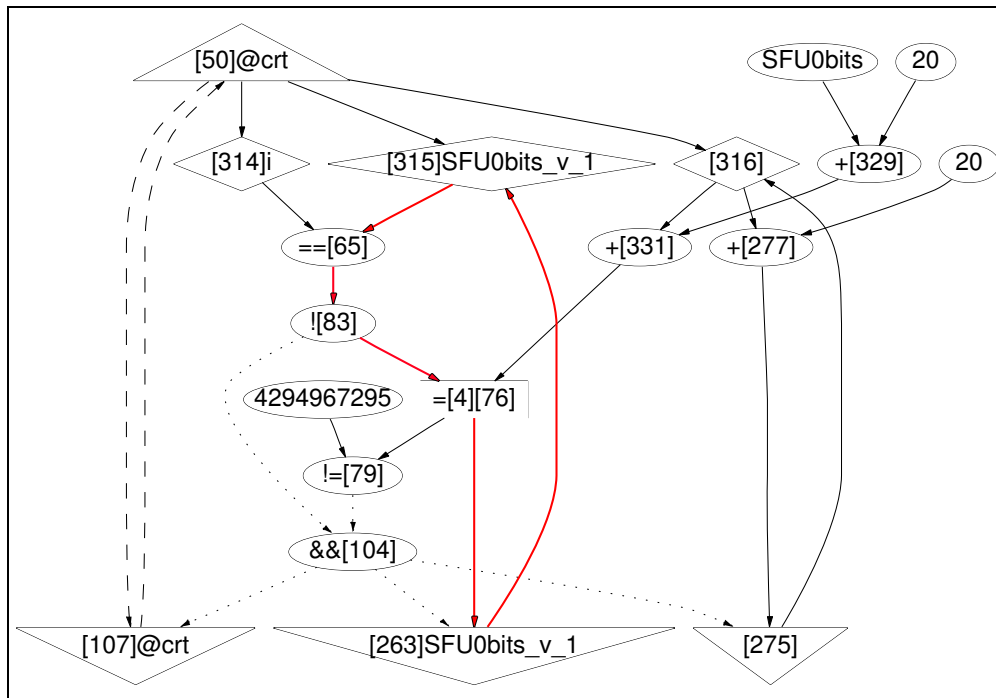 [50]@crt
SFU0bits
20
[314]i
[315]SFU0bits_v_1
[316]
+[329]
20
==[65]
+[331]
+[277]
![83]
4294967295
=[4][76]
!=[79]
&&[104]
[107]@crt
[263]SFU0bits_v_1
[275]